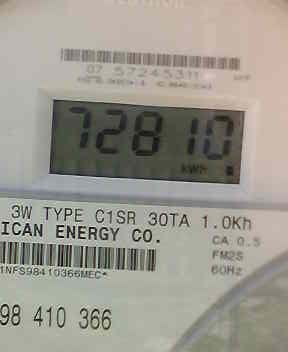 07 57245311
72810
kWh
3W TYPE C1SR 30TA 1.0Kh
ICAN ENERGY CO.
CA 0.5
FM2S
60Hz
1NFS98410366MEC*
98 410 366